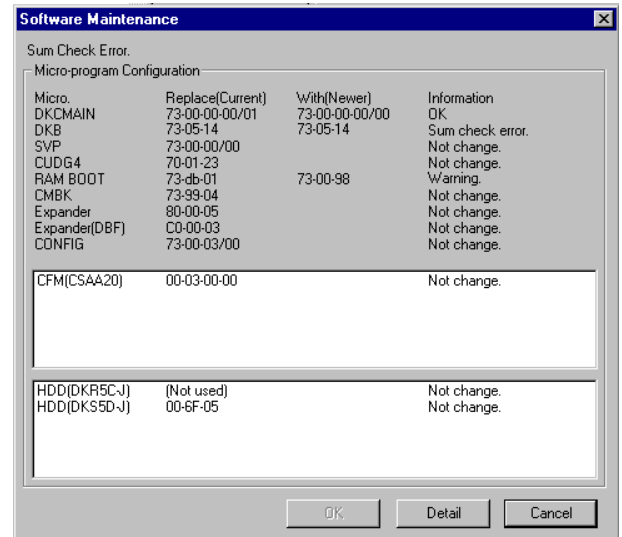 Software Maintenance
Sum Check Error.
Micro-program Configuration
Micro. Replace(Current) With(Newer) Information
DKCMAIN 73-00-00-00/01 73-00-00-00/00 OK
DKB 73-05-14 73-05-14 Sum check error.
SVP 73-00-00/00 Not change.
CUDG4 70-01-23 Not change.
RAM BOOT 73-db-01 73-00-98 Warning.
CMBK 73-99-04 Not change.
Expander 80-00-05 Not change.
Expander(DBF) C0-00-03 Not change.
CONFIG 73-00-03/00 Not change.
CFM(CSAA20) 00-03-00-00 Not change.
HDD(DKR5C-J) (Not used) Not change.
HDD(DKS5D-J) 00-6F-05 Not change.
OK Detail Cancel